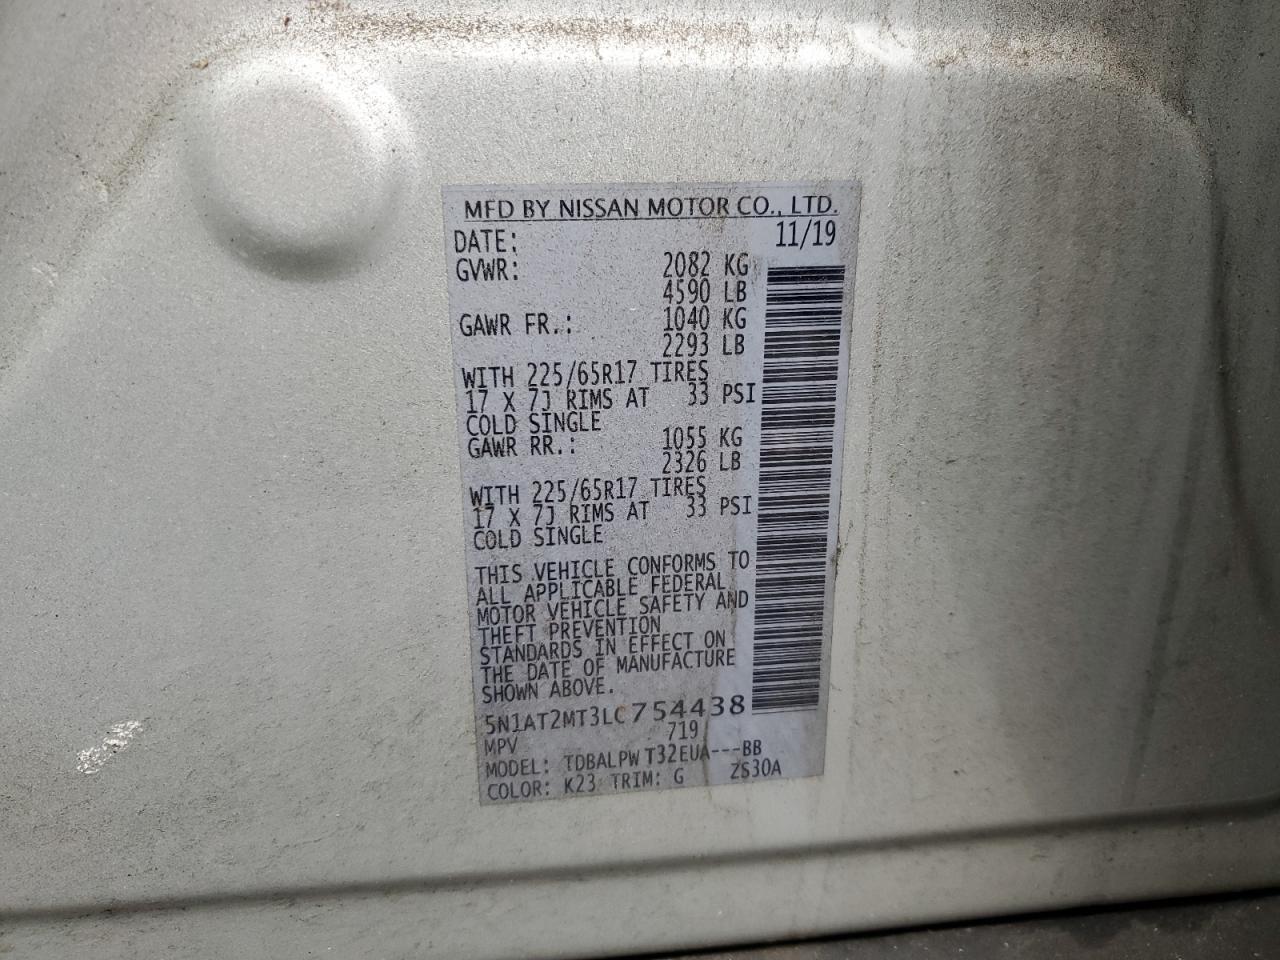 MFD BY NISSAN MOTOR CO., LTD.
DATE: 11/19
GVWR: 2082 KG
4590 LB
GAWR FR.: 1040 KG
2293 LB
WITH 225/65R17 TIRES
17 X 7J RIMS AT 33 PSI
COLD SINGLE
GAWR RR.: 1055 KG
2326 LB
WITH 225/65R17 TIRES
17 X 7J RIMS AT 33 PSI
COLD SINGLE
THIS VEHICLE CONFORMS TO
ALL APPLICABLE FEDERAL
MOTOR VEHICLE SAFETY AND
THEFT PREVENTION
STANDARDS IN EFFECT ON
THE DATE OF MANUFACTURE
SHOWN ABOVE.
5N1AT2MT3LC754438
MPV 719
MODEL: TDBALPW T32EUA---BB
COLOR: K23 TRIM: G ZS30A